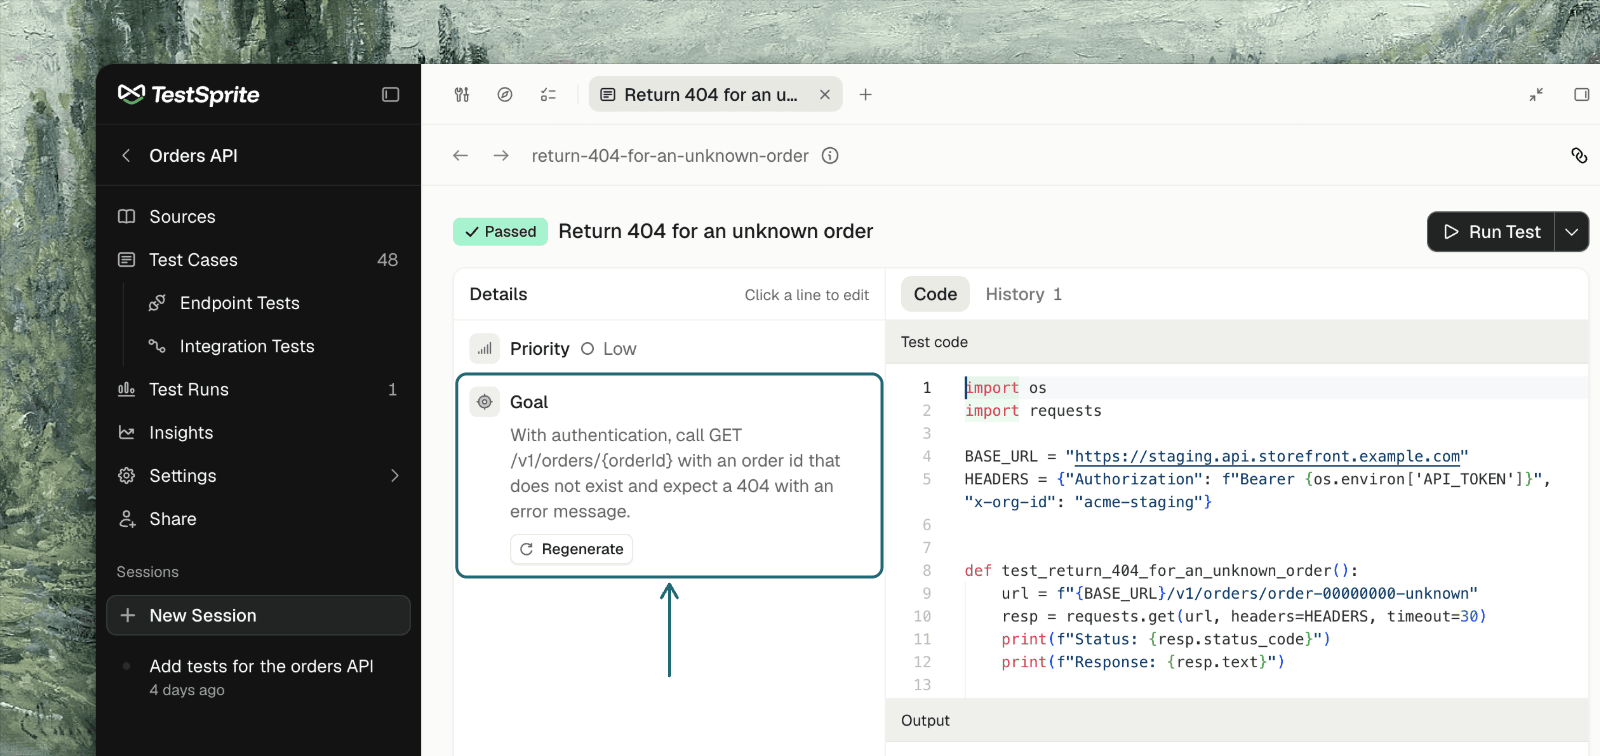 TestSprite
Orders API
Sources
Test Cases 48
Endpoint Tests
Integration Tests
Test Runs 1
Insights
Settings
Share
Sessions
New Session
Add tests for the orders API
4 days ago
Return 404 for an u...
return-404-for-an-unknown-order
Passed
Return 404 for an unknown order
Run Test
Details
Click a line to edit
Priority Low
Goal
With authentication, call GET
/v1/orders/{orderId} with an order id that
does not exist and expect a 404 with an
error message.
Regenerate
Code
History 1
Test code
1 import os
2 import requests
3
4 BASE_URL = "https://staging.api.storefront.example.com"
5 HEADERS = {"Authorization": f"Bearer {os.environ['API_TOKEN']}",
"x-org-id": "acme-staging"}
6
7
8 def test_return_404_for_an_unknown_order():
9 url = f"{BASE_URL}/v1/orders/order-00000000-unknown"
10 resp = requests.get(url, headers=HEADERS, timeout=30)
11 print(f"Status: {resp.status_code}")
12 print(f"Response: {resp.text}")
13
Output